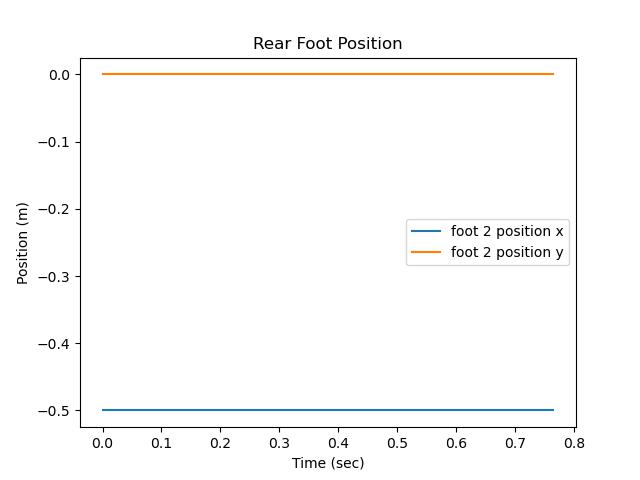 Rear Foot Position
0.0
−0.1
−0.2
−0.3
−0.4
−0.5
Position (m)
foot 2 position x
foot 2 position y
0.0 0.1 0.2 0.3 0.4 0.5 0.6 0.7 0.8
Time (sec)